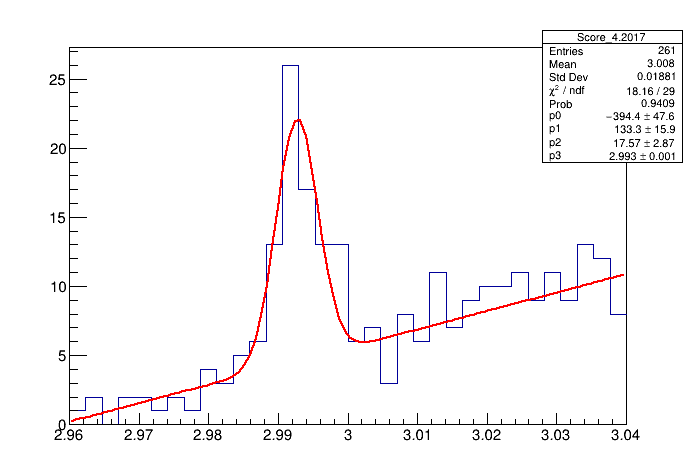 Score_4.2017
Entries 261
Mean 3.008
Std Dev 0.01881
χ² / ndf 18.16 / 29
Prob 0.9409
p0 −394.4 ± 47.6
p1 133.3 ± 15.9
p2 17.57 ± 2.87
p3 2.993 ± 0.001
25
20
15
10
5
0
2.96 2.97 2.98 2.99 3 3.01 3.02 3.03 3.04